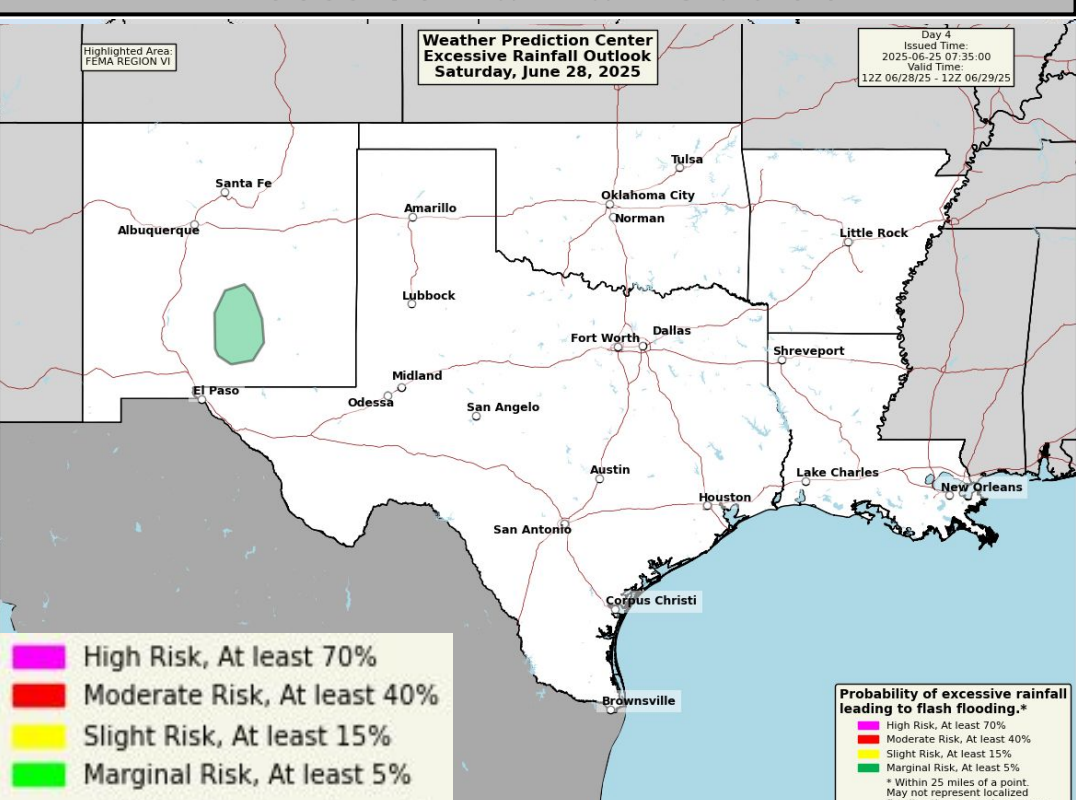 Highlighted Area:
FEMA REGION VI
Weather Prediction Center
Excessive Rainfall Outlook
Saturday, June 28, 2025
Day 4
Issued Time:
2025-06-25 07:35:00
Valid Time:
12Z 06/28/25 - 12Z 06/29/25
Tulsa
Santa Fe
Oklahoma City
Amarillo
Norman
Albuquerque
Little Rock
Lubbock
Dallas
Fort Worth
Shreveport
Midland
El Paso
Odessa
San Angelo
Austin
Lake Charles
New Orleans
Houston
San Antonio
Corpus Christi
Brownsville
High Risk, At least 70%
Moderate Risk, At least 40%
Slight Risk, At least 15%
Marginal Risk, At least 5%
Probability of excessive rainfall
leading to flash flooding.*
High Risk, At least 70%
Moderate Risk, At least 40%
Slight Risk, At least 15%
Marginal Risk, At least 5%
* Within 25 miles of a point.
May not represent localized